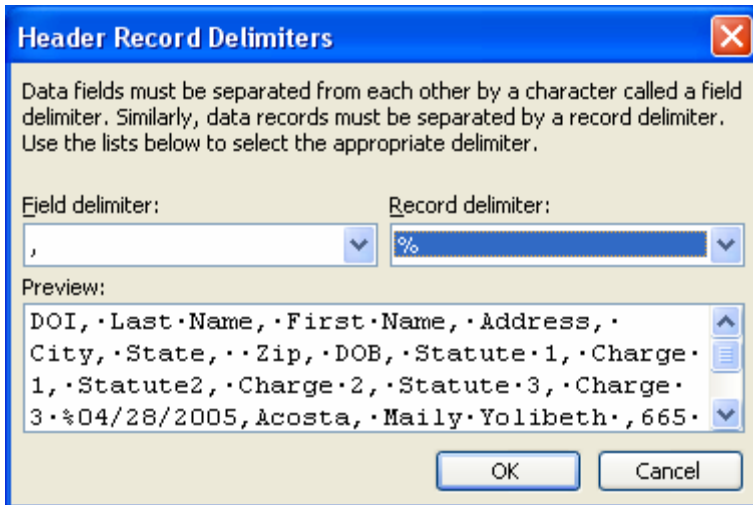 Header Record Delimiters
Data fields must be separated from each other by a character called a field
delimiter. Similarly, data records must be separated by a record delimiter.
Use the lists below to select the appropriate delimiter.
Field delimiter:
Record delimiter:
,
%
Preview:
DOI,·Last·Name,·First·Name,·Address,·
City,·State,··Zip,·DOB,·Statute·1,·Charge·
1,·Statute2,·Charge·2,·Statute·3,·Charge·
3·%04/28/2005,Acosta,·Maily·Yolibeth·,665·
OK
Cancel